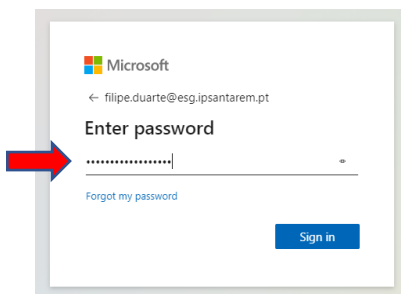 Microsoft
← filipe.duarte@esg.ipsantarem.pt
Enter password
••••••••••••••••••
Forgot my password
Sign in